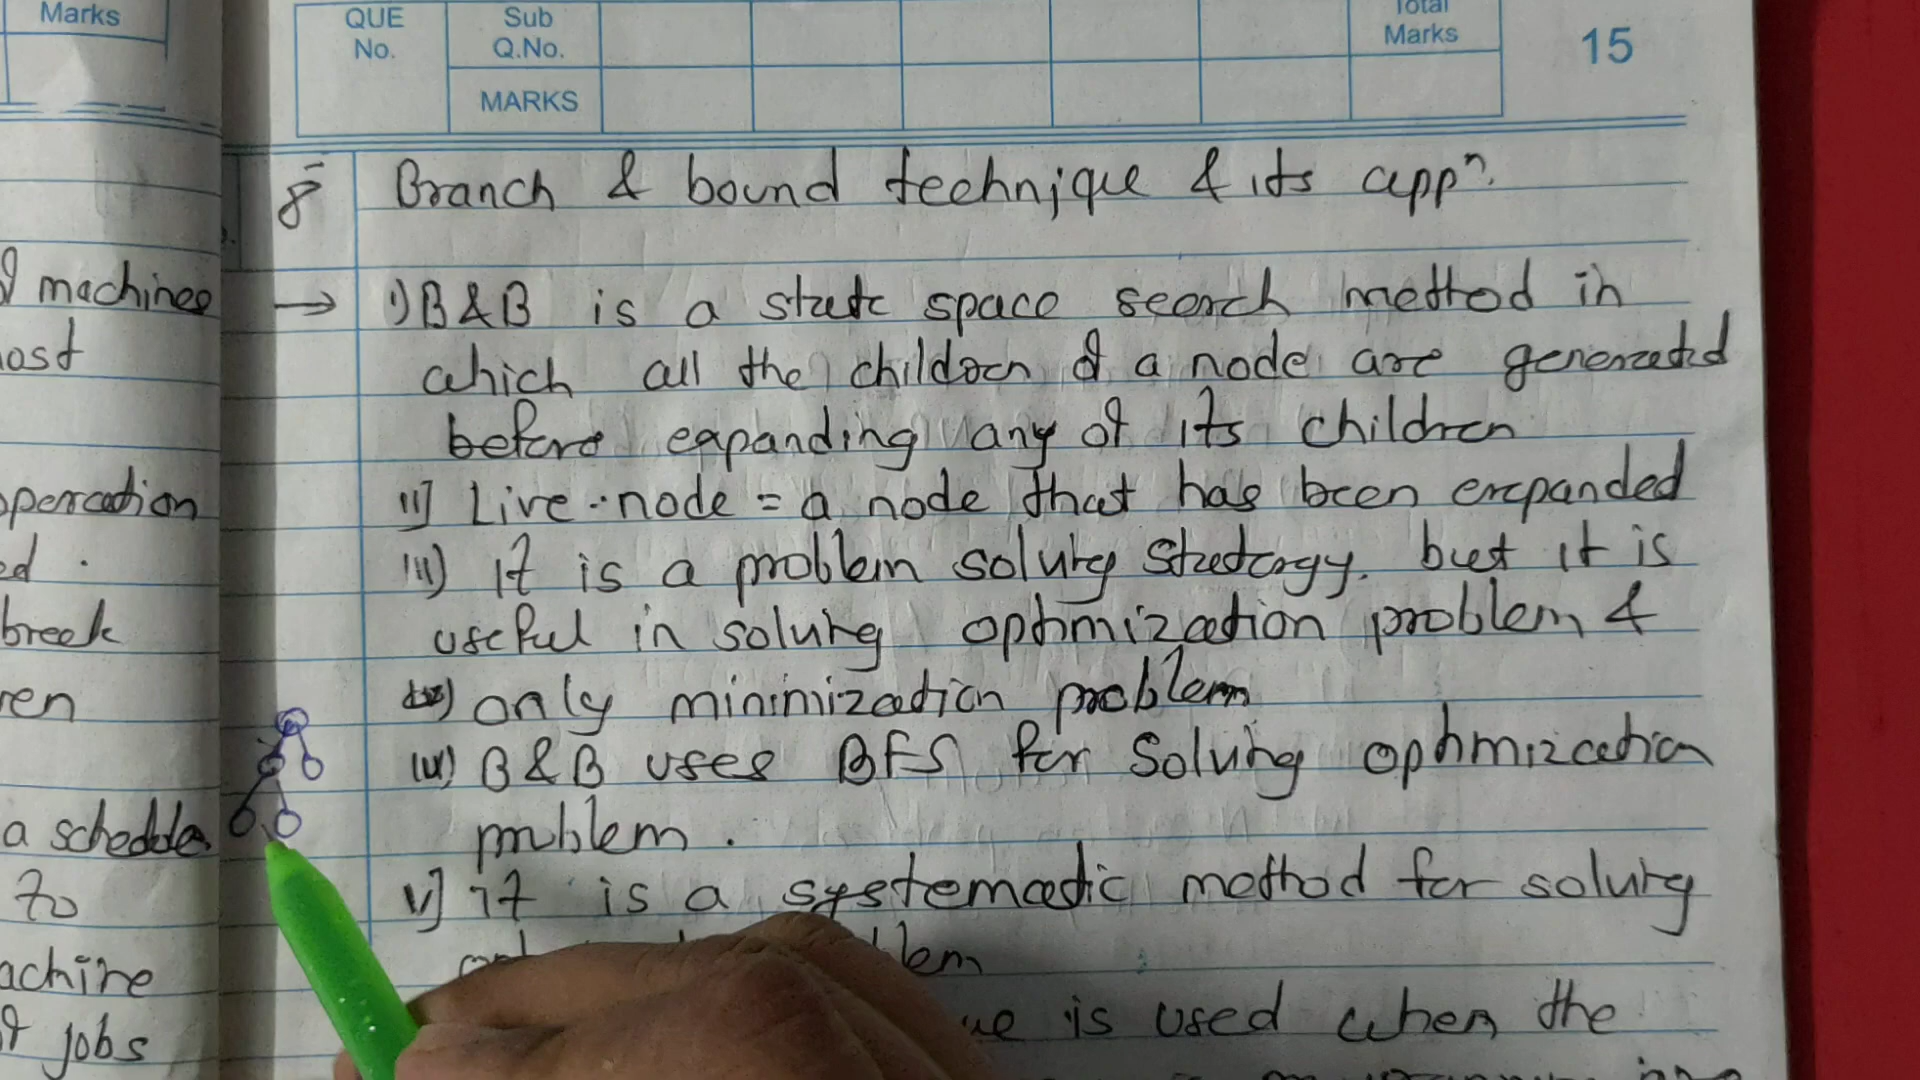 Marks
QUE No.
Sub Q.No.
MARKS
Total Marks
15
8 Branch & bound technique & its appn.
→ i) B&B is a state space search method in
which all the children of a node are generated
before expanding any of its children
ii] Live-node = a node that has been expanded
iii) it is a problem solving strategy. but it is
useful in solving optimization problem &
only minimization problem
iv) B&B uses BFS for solving optimization
problem.
v] it is a systematic method for solving
is used when the
machines
operation
ed.
break
a schedule
to
achine
jobs